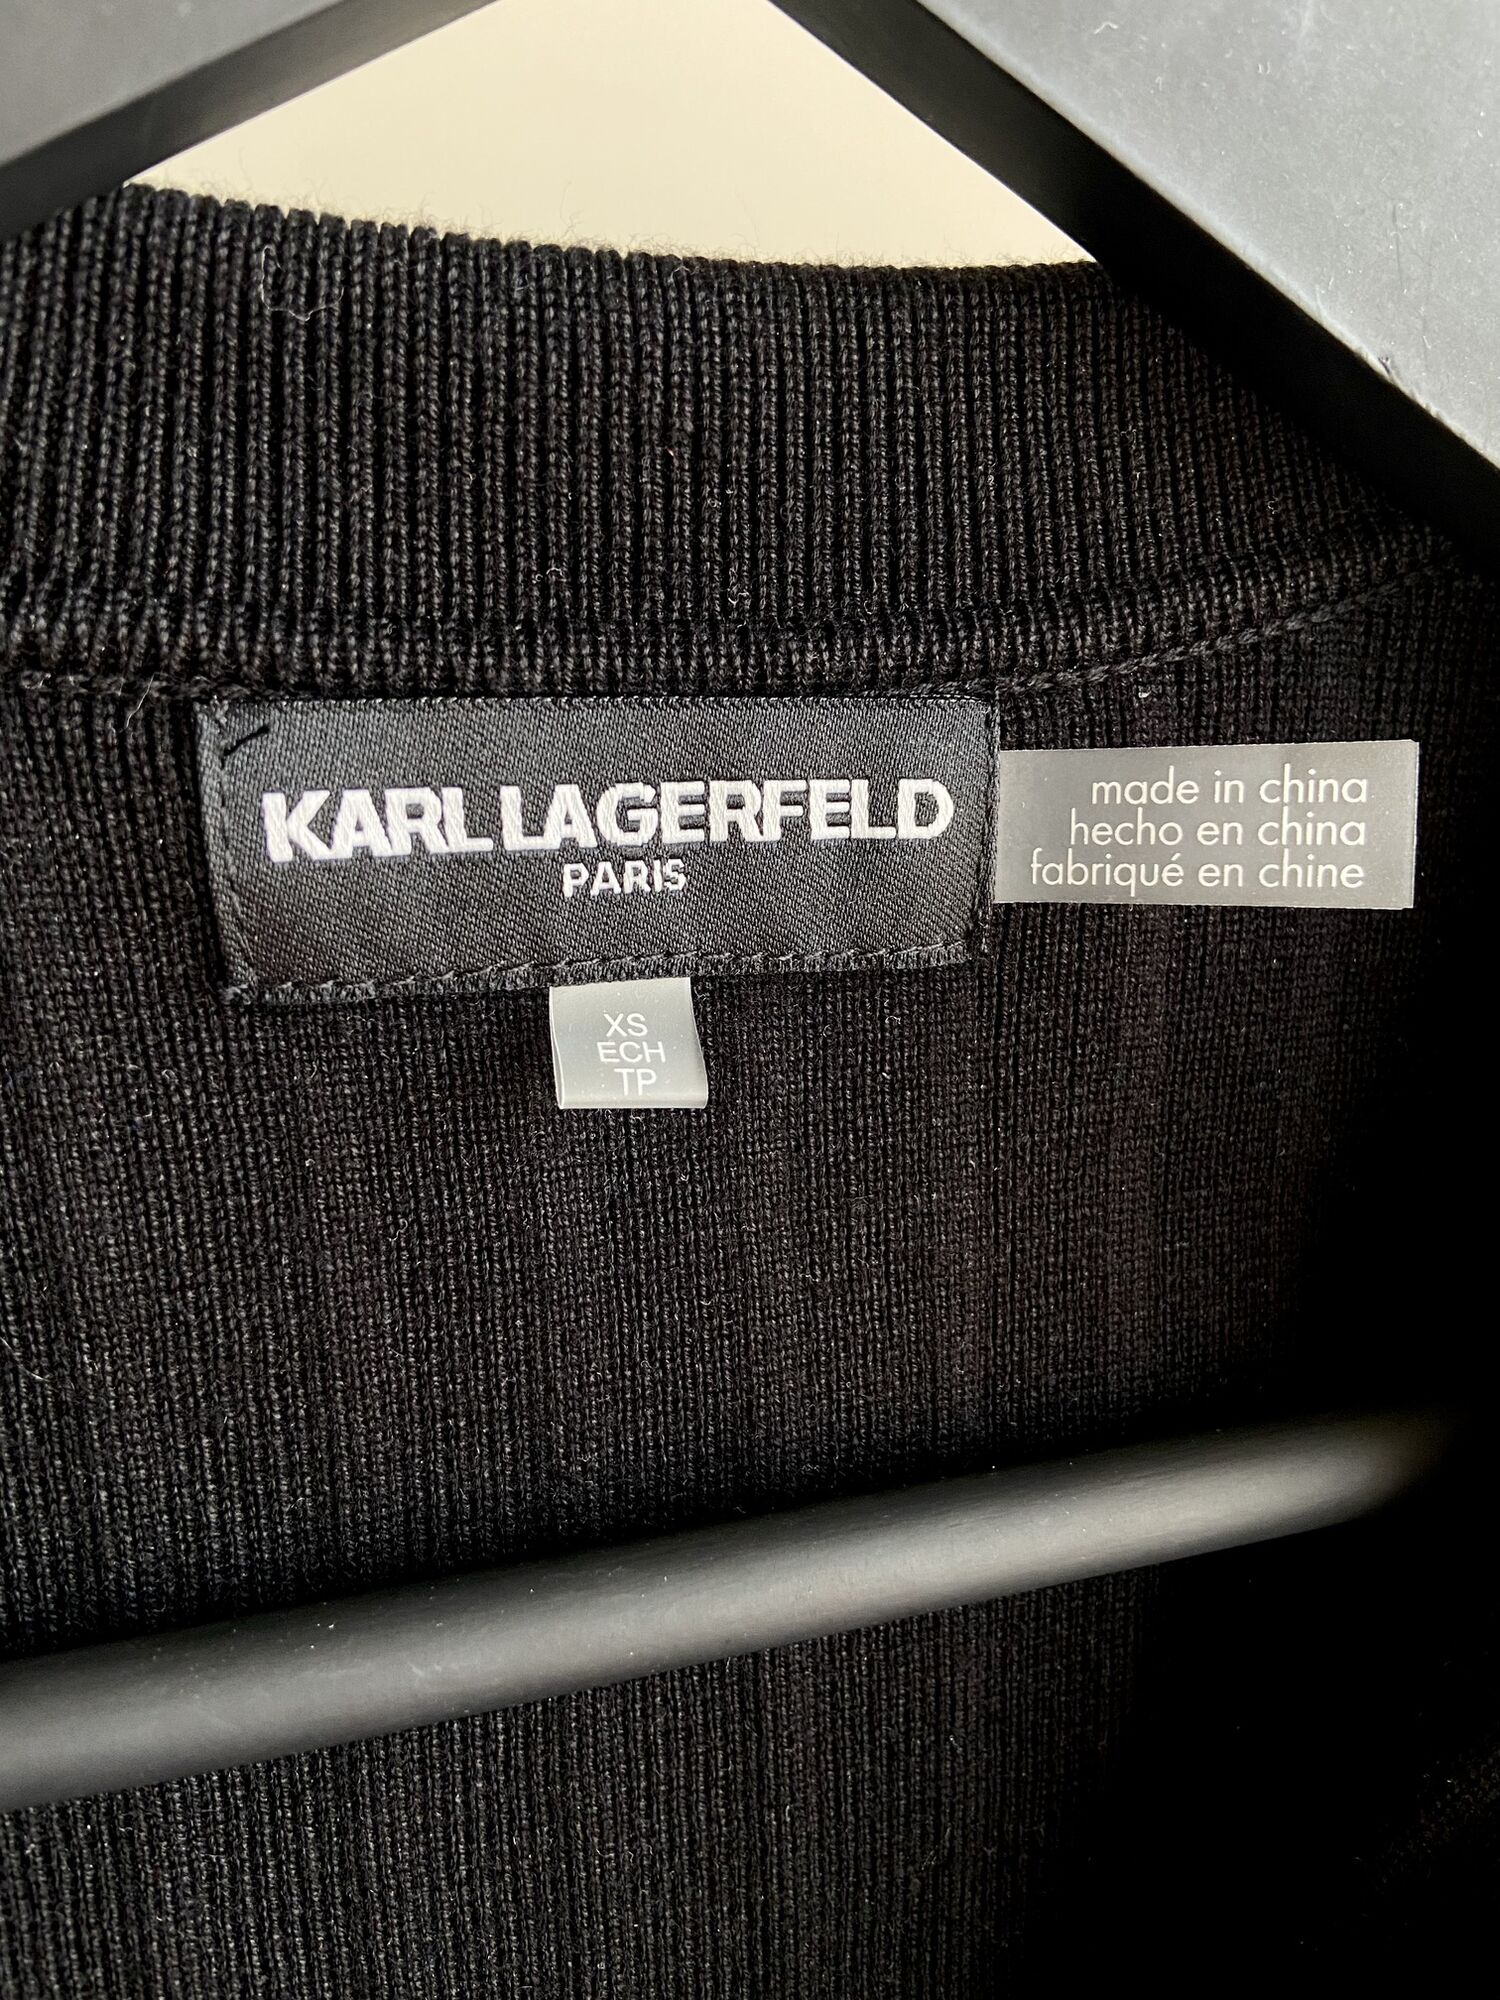 KARL LAGERFELD
PARIS
made in china
hecho en china
fabriqué en chine
XS
ECH
TP